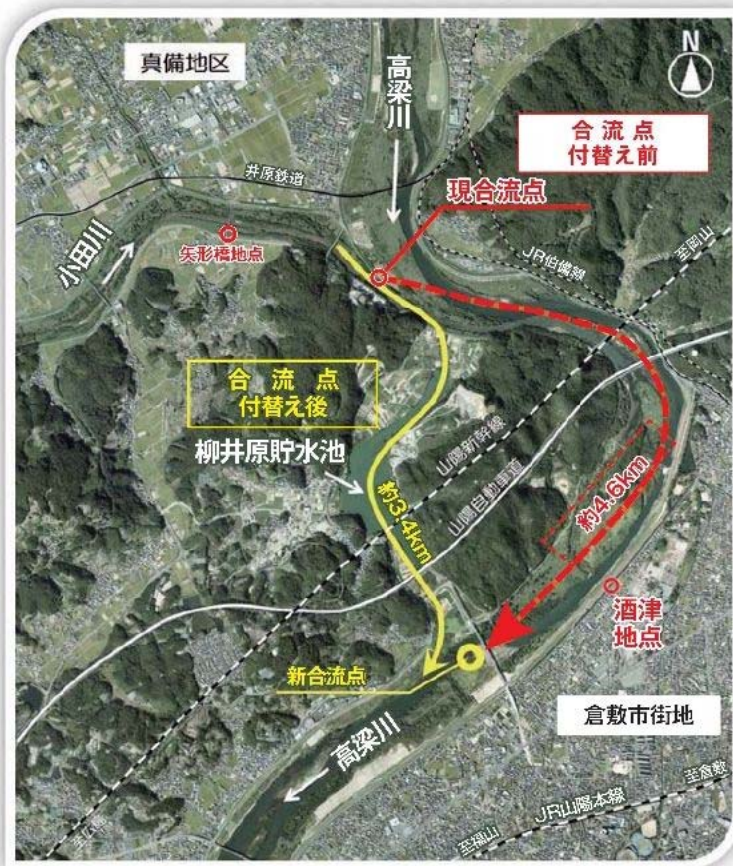 真備地区
高梁川
N
合流点
付替え前
井原鉄道
現合流点
小田川
矢形橋地点
JR伯備線
至岡山
合流点
付替え後
柳井原貯水池
山陽新幹線
山陽自動車道
約3.4km
約4.6km
酒津
地点
新合流点
倉敷市街地
高梁川
至広島
JR山陽本線
至倉敷
至福山